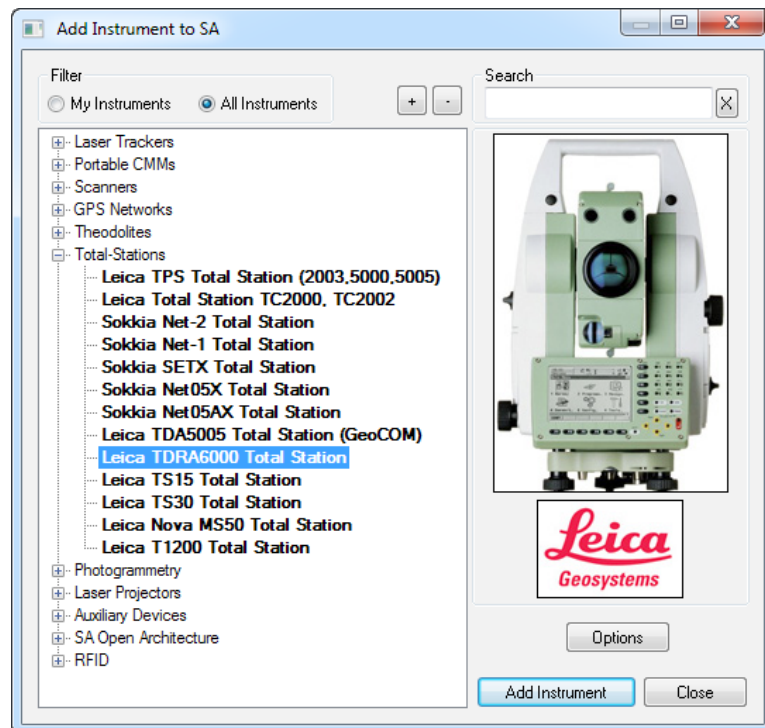 Add Instrument to SA
Filter
My Instruments All Instruments
+ -
Search
X
Laser Trackers
Portable CMMs
Scanners
GPS Networks
Theodolites
Total-Stations
Leica TPS Total Station (2003,5000,5005)
Leica Total Station TC2000, TC2002
Sokkia Net-2 Total Station
Sokkia Net-1 Total Station
Sokkia SETX Total Station
Sokkia Net05X Total Station
Sokkia Net05AX Total Station
Leica TDA5005 Total Station (GeoCOM)
Leica TDRA6000 Total Station
Leica TS15 Total Station
Leica TS30 Total Station
Leica Nova MS50 Total Station
Leica T1200 Total Station
Photogrammetry
Laser Projectors
Auxiliary Devices
SA Open Architecture
RFID
Leica
Geosystems
Options
Add Instrument Close